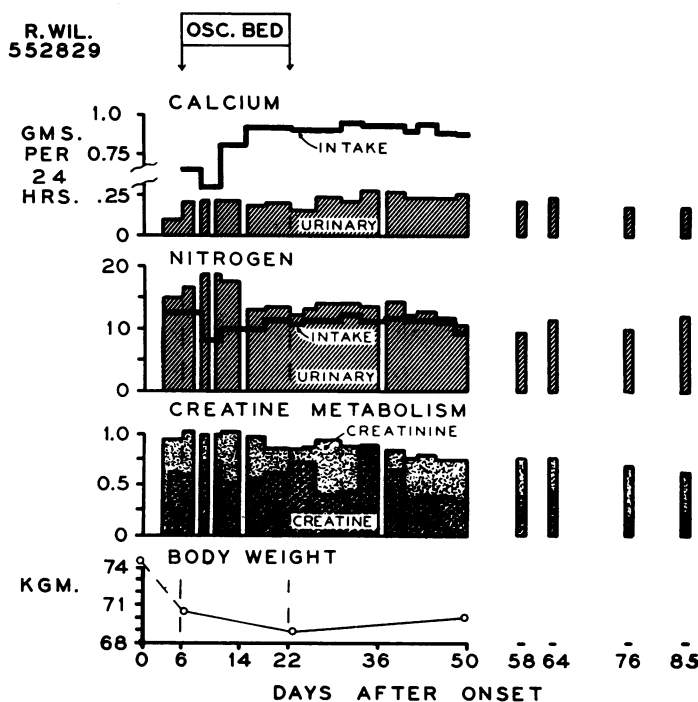 R. WIL.
552829
OSC. BED
CALCIUM
GMS.
PER
24
HRS.
1.0
0.75
.25
0
INTAKE
URINARY
NITROGEN
20
10
0
INTAKE
URINARY
CREATINE METABOLISM
CREATININE
1.0
0.5
0
CREATINE
BODY WEIGHT
KGM.
74
71
68
0 6 14 22 36 50 58 64 76 85
DAYS AFTER ONSET